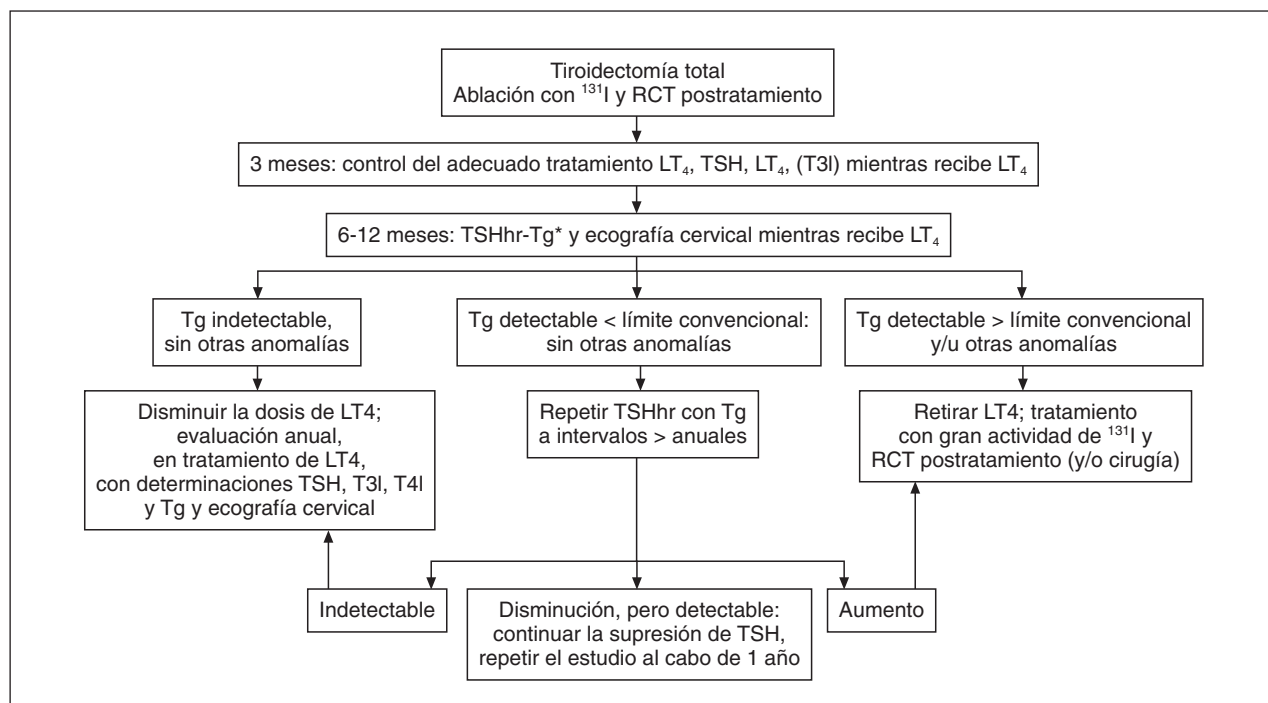 Tiroidectomía total
Ablación con ¹³¹I y RCT postratamiento
3 meses: control del adecuado tratamiento LT₄, TSH, LT₄, (T3l) mientras recibe LT₄
6-12 meses: TSHhr-Tg* y ecografía cervical mientras recibe LT₄
Tg indetectable,
sin otras anomalías
Tg detectable < límite convencional:
sin otras anomalías
Tg detectable > límite convencional
y/u otras anomalías
Disminuir la dosis de LT4;
evaluación anual,
en tratamiento de LT4,
con determinaciones TSH, T3l, T4l
y Tg y ecografía cervical
Repetir TSHhr con Tg
a intervalos > anuales
Retirar LT4; tratamiento
con gran actividad de ¹³¹I y
RCT postratamiento (y/o cirugía)
Indetectable
Disminución, pero detectable:
continuar la supresión de TSH,
repetir el estudio al cabo de 1 año
Aumento